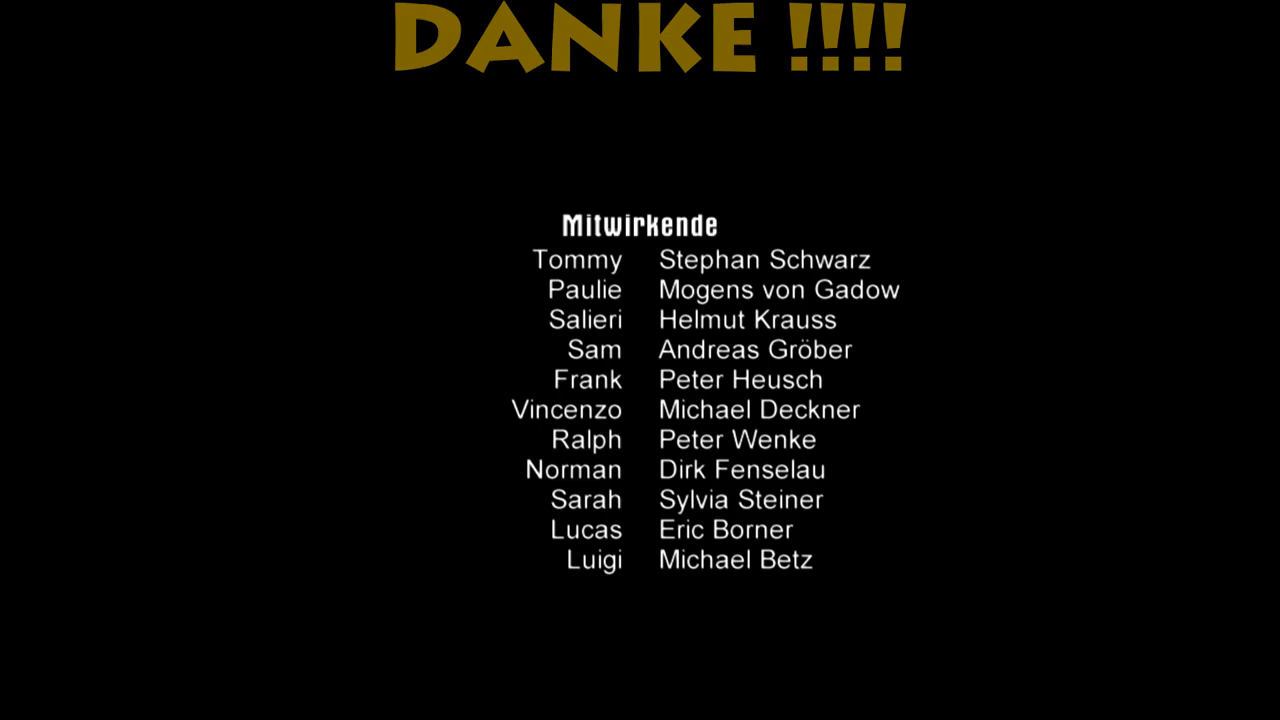 DANKE !!!!
Mitwirkende
Tommy Stephan Schwarz
Paulie Mogens von Gadow
Salieri Helmut Krauss
Sam Andreas Gröber
Frank Peter Heusch
Vincenzo Michael Deckner
Ralph Peter Wenke
Norman Dirk Fenselau
Sarah Sylvia Steiner
Lucas Eric Borner
Luigi Michael Betz